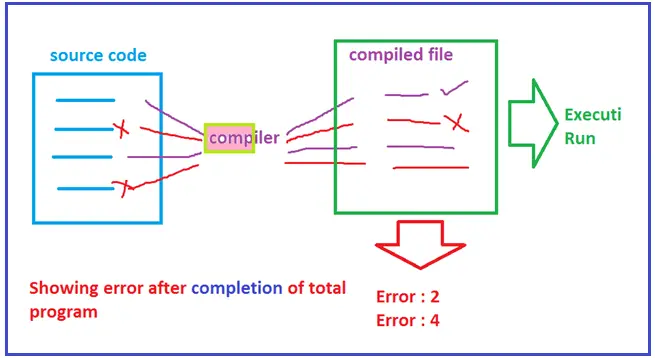 source code
compiled file
compiler
Executi
Run
Showing error after completion of total
program
Error : 2
Error : 4